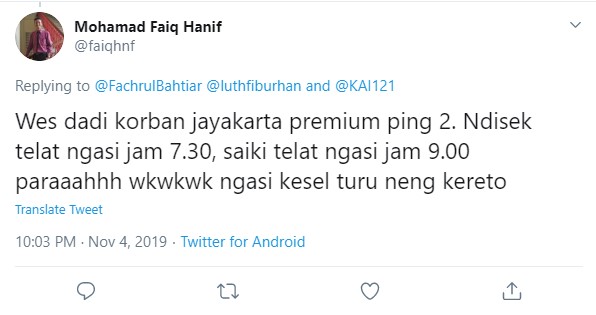 Mohamad Faiq Hanif
@faiqhnf
Replying to @FachrulBahtiar @luthfiburhan and @KAI121
Wes dadi korban jayakarta premium ping 2. Ndisek
telat ngasi jam 7.30, saiki telat ngasi jam 9.00
paraaahhh wkwkwk ngasi kesel turu neng kereto
Translate Tweet
10:03 PM · Nov 4, 2019 · Twitter for Android